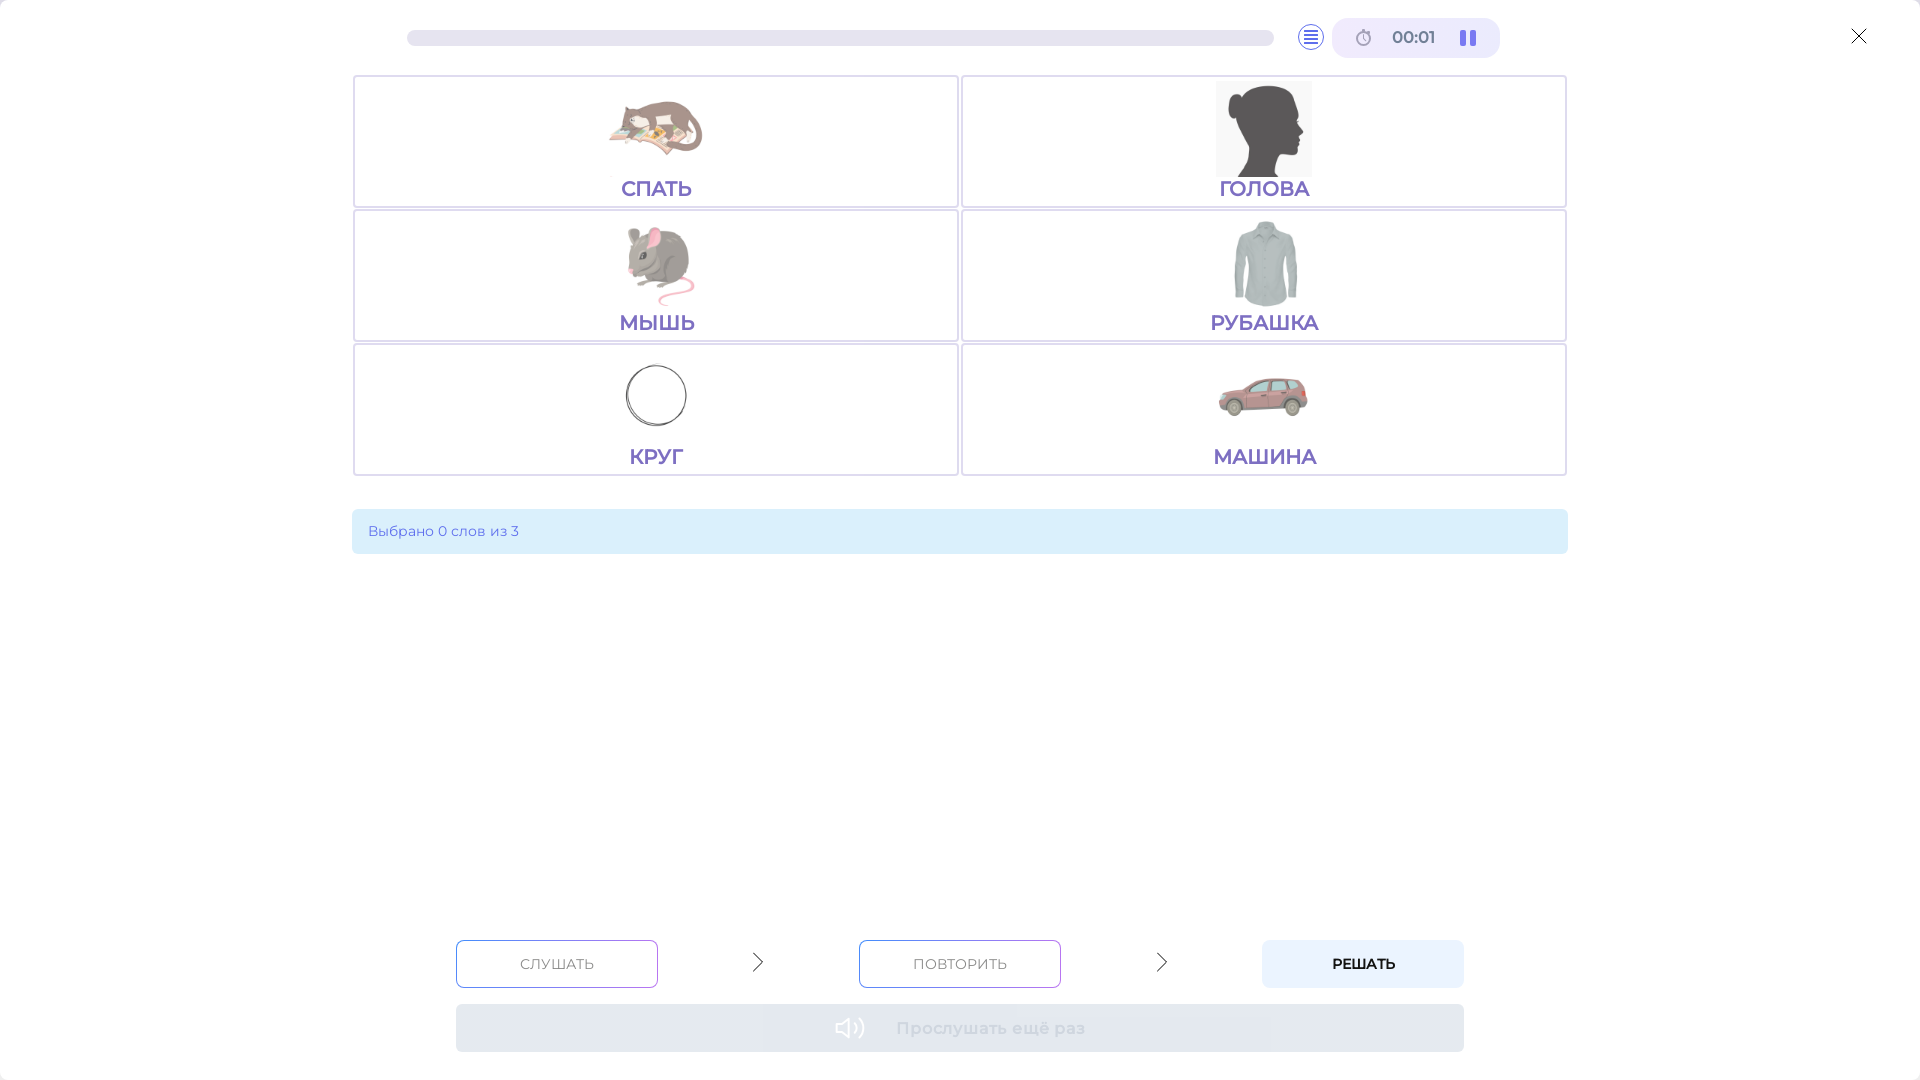 00:01
СПАТЬ
ГОЛОВА
МЫШЬ
РУБАШКА
КРУГ
МАШИНА
Выбрано 0 слов из 3
СЛУШАТЬ
ПОВТОРИТЬ
РЕШАТЬ
Прослушать ещё раз